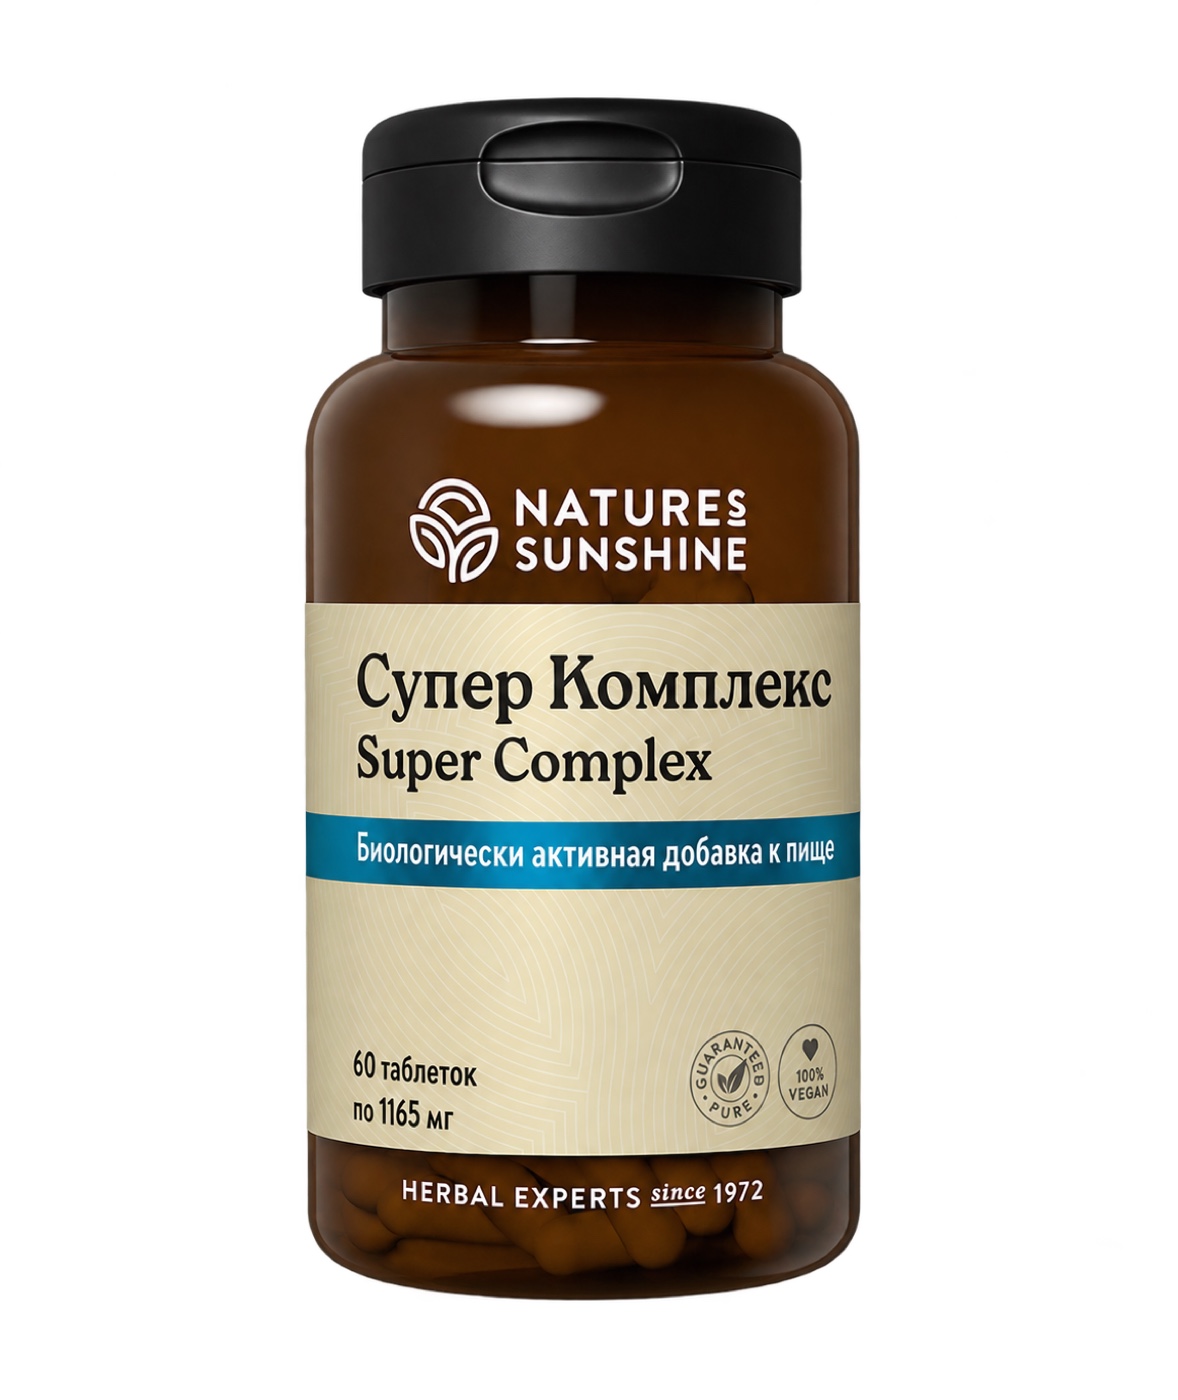 NATURES
SUNSHINE
Супер Комплекс
Super Complex
Биологически активная добавка к пище
60 таблеток
по 1165 мг
GUARANTEED
PURE
100%
VEGAN
HERBAL EXPERTS since 1972